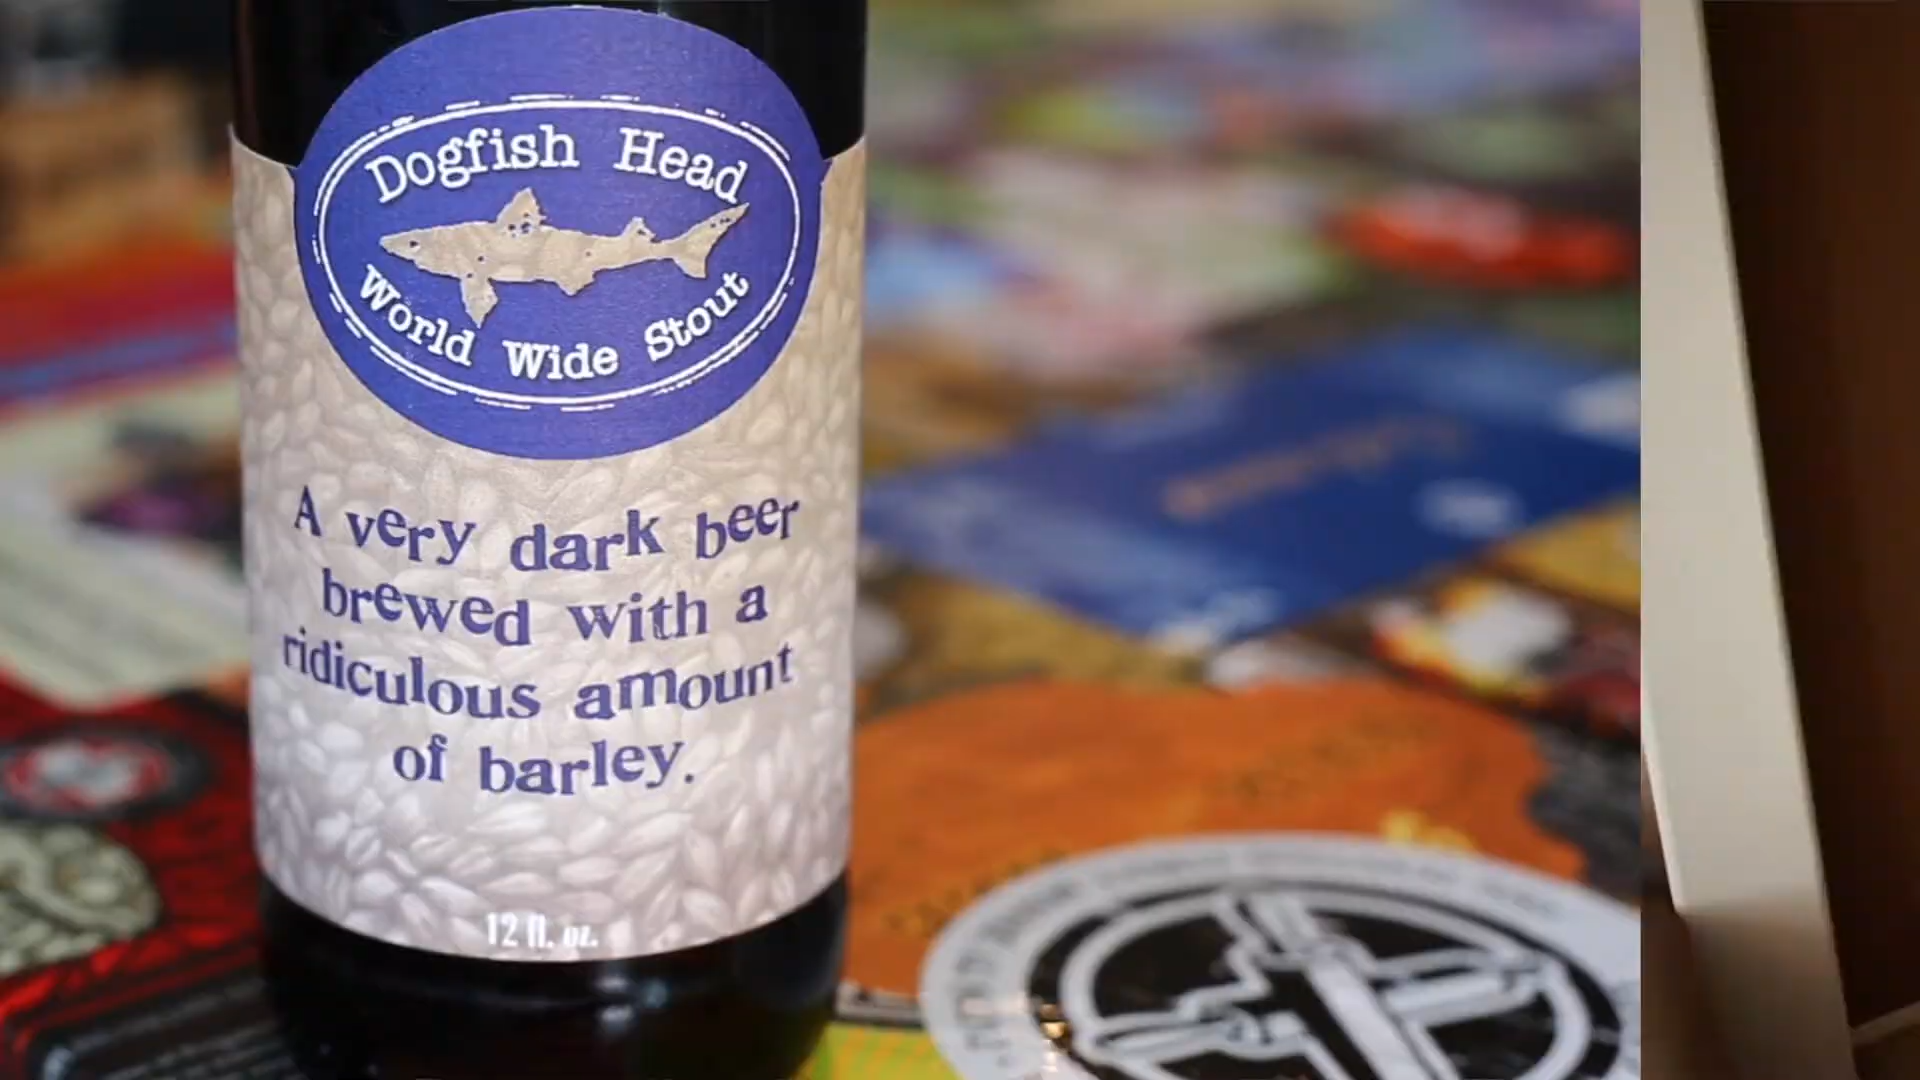 Dogfish Head
World Wide Stout
A very dark beer
brewed with a
ridiculous amount
of barley.
12 fl. oz.